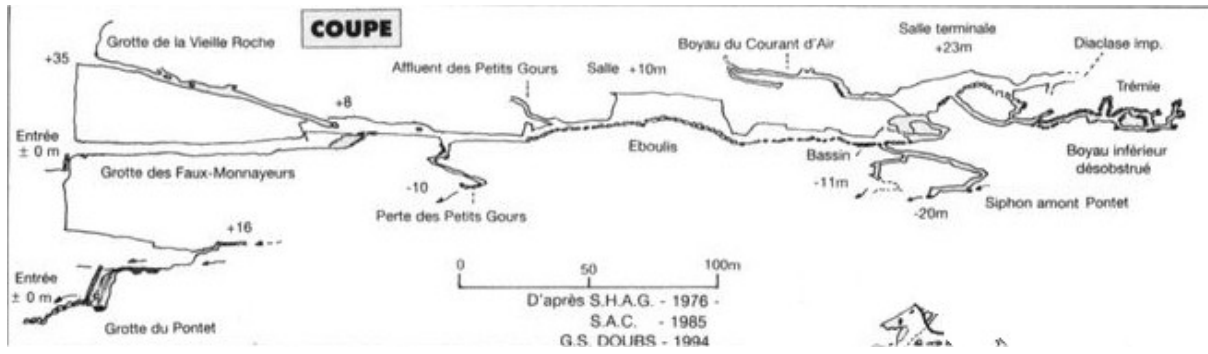 COUPE
Grotte de la Vieille Roche
+35
+8
Affluent des Petits Gours
Salle +10m
Boyau du Courant d'Air
Salle terminale
+23m
Diaclase imp.
Trémie
Entrée
± 0 m
Grotte des Faux-Monnayeurs
-10
Perte des Petits Gours
Eboulis
Bassin
-11m
-20m
Siphon amont Pontet
Boyau inférieur
désobstrué
+16
Entrée
± 0 m
Grotte du Pontet
0 50 100m
D'après S.H.A.G. - 1976 -
S.A.C. - 1985
G.S. DOUBS - 1994